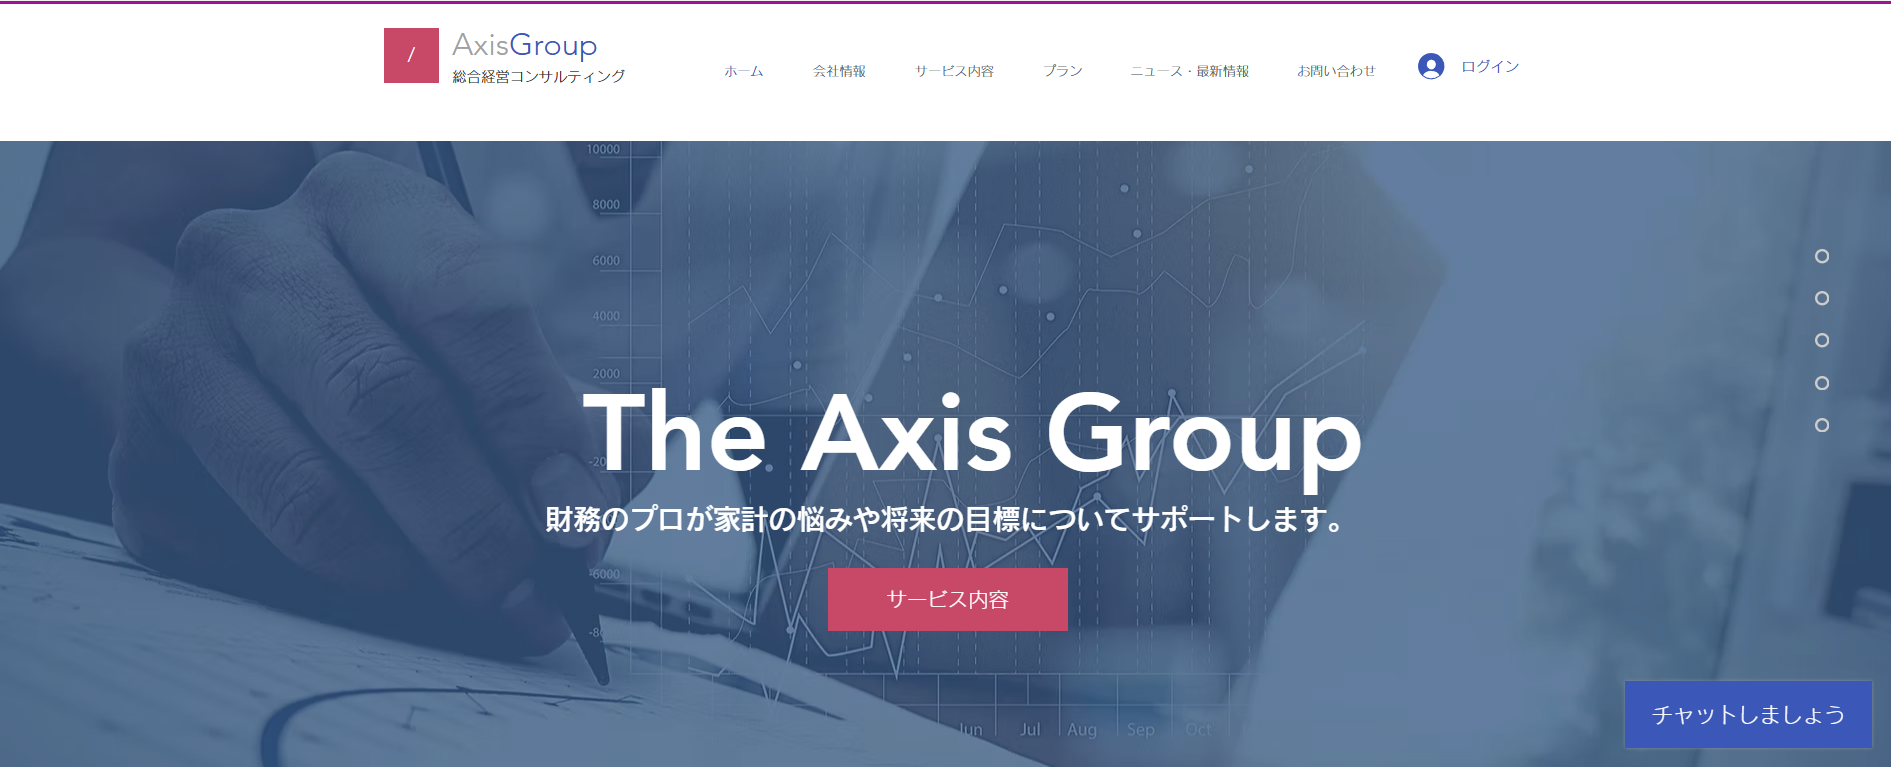 /
AxisGroup
総合経営コンサルティング
ホーム 会社情報 サービス内容 プラン ニュース・最新情報 お問い合わせ ログイン
10000
8000
6000
4000
2000
The Axis Group
財務のプロが家計の悩みや将来の目標についてサポートします。
-6000
サービス内容
Jun Jul Aug Sep Oct
チャットしましょう